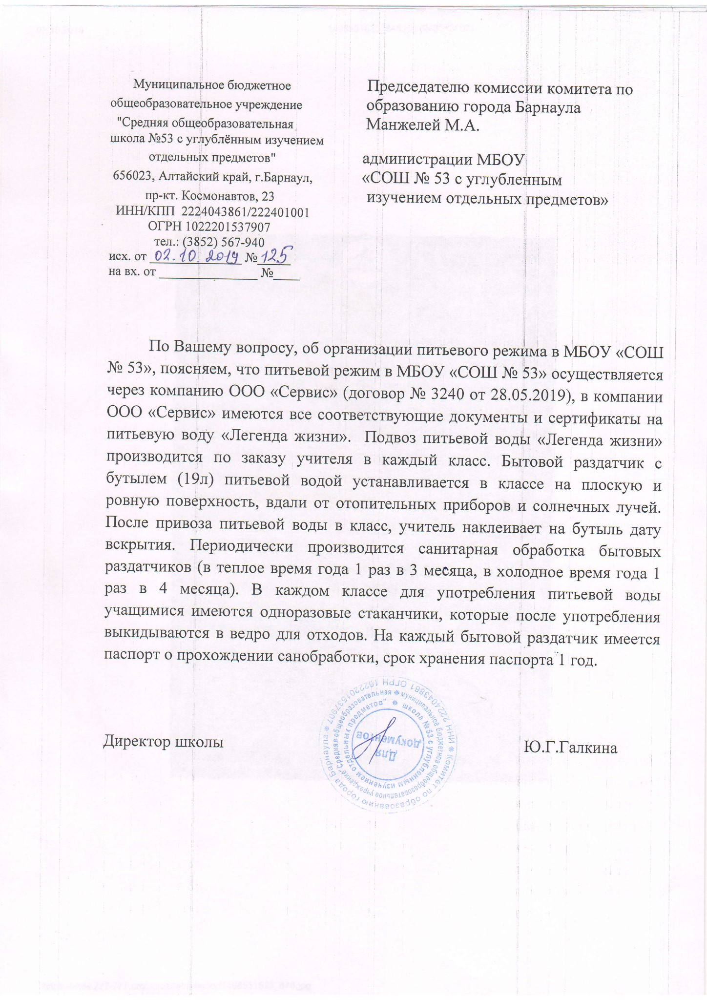 Муниципальное бюджетное
общеобразовательное учреждение
"Средняя общеобразовательная
школа №53 с углублённым изучением
отдельных предметов"
656023, Алтайский край, г.Барнаул,
пр-кт. Космонавтов, 23
ИНН/КПП 2224043861/222401001
ОГРН 1022201537907
тел.: (3852) 567-940
исх. от 02.10.2019 № 125
на вх. от ______________ №____
Председателю комиссии комитета по
образованию города Барнаула
Манжелей М.А.
администрации МБОУ
«СОШ № 53 с углубленным
изучением отдельных предметов»
По Вашему вопросу, об организации питьевого режима в МБОУ «СОШ
№ 53», поясняем, что питьевой режим в МБОУ «СОШ № 53» осуществляется
через компанию ООО «Сервис» (договор № 3240 от 28.05.2019), в компании
ООО «Сервис» имеются все соответствующие документы и сертификаты на
питьевую воду «Легенда жизни». Подвоз питьевой воды «Легенда жизни»
производится по заказу учителя в каждый класс. Бытовой раздатчик с
бутылем (19л) питьевой водой устанавливается в классе на плоскую и
ровную поверхность, вдали от отопительных приборов и солнечных лучей.
После привоза питьевой воды в класс, учитель наклеивает на бутыль дату
вскрытия. Периодически производится санитарная обработка бытовых
раздатчиков (в теплое время года 1 раз в 3 месяца, в холодное время года 1
раз в 4 месяца). В каждом классе для употребления питьевой воды
учащимися имеются одноразовые стаканчики, которые после употребления
выкидываются в ведро для отходов. На каждый бытовой раздатчик имеется
паспорт о прохождении санобработки, срок хранения паспорта 1 год.
Директор школы
Ю.Г.Галкина
Комитет по образованию города Барнаула * ИНН 2224043861 ОГРН 1022201537907 *
муниципальное бюджетное общеобразовательное учреждение "Средняя общеобразовательная *
школа №53 с углубленным изучением отдельных предметов" *
Для
документов